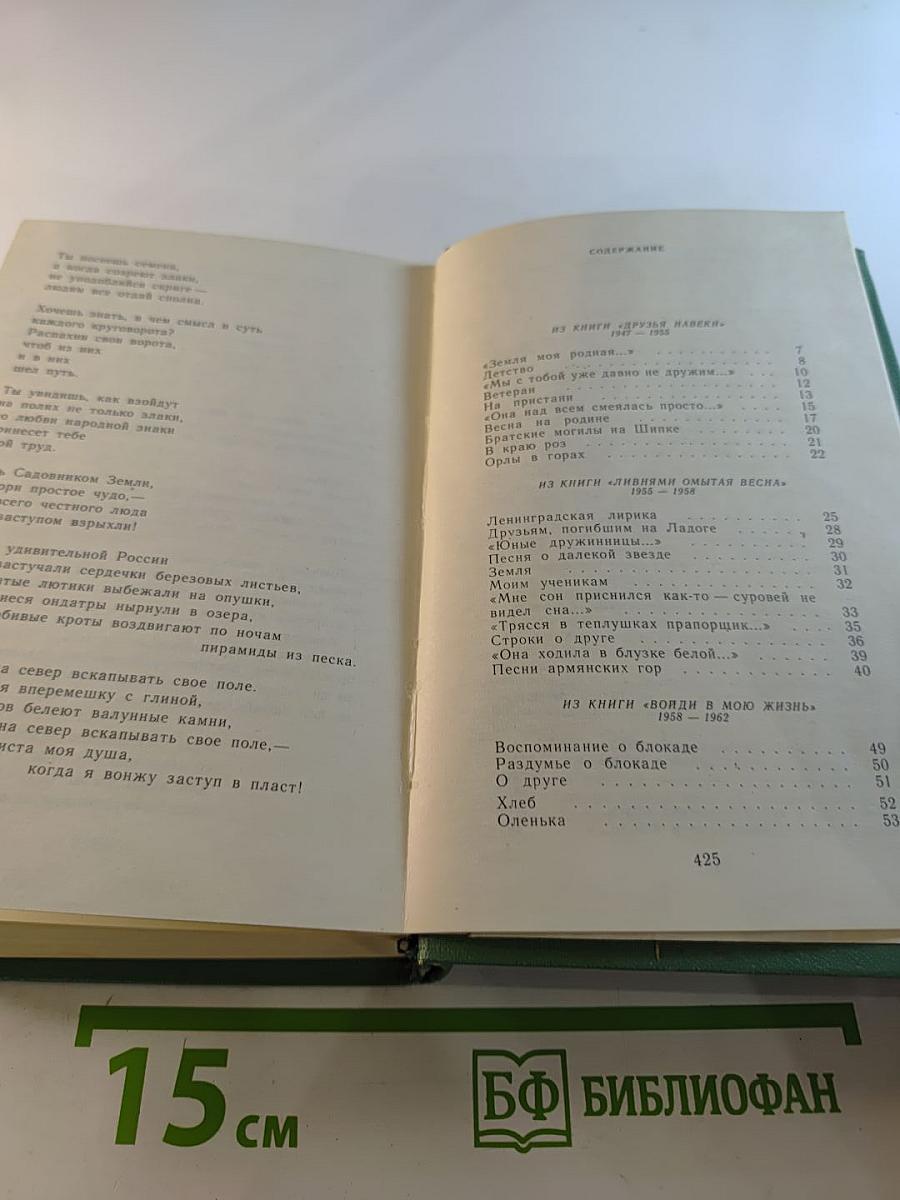 Ты посеешь семена,
а когда созреют злаки,
не уподобляйся скряге —
людям все отдай сполна.
Хочешь знать, в чем смысл и суть
каждого круговорота?
Распахни свои ворота,
чтоб из них
и в них
шел путь.
Ты увидишь, как взойдут
на полях не только злаки,
любви народной знаки
принесет тебе
труд.
Садовником Земли,
простое чудо,—
всего честного люда
заступом взрыхли!
удивительной России
застучали сердечки березовых листьев,
лютики выбежали на опушки,
ондатры нырнули в озера,
кроты воздвигают по ночам
пирамиды из песка.
на север вскапывать свое поле.
вперемешку с глиной,
белеют валунные камни,
на север вскапывать свое поле,—
моя душа,
когда я вонжу заступ в пласт!
СОДЕРЖАНИЕ
ИЗ КНИГИ «ДРУЗЬЯ НАВЕКИ»
1947 — 1955
«Земля моя родная...» . . . . . . . . . . 7
Детство . . . . . . . . . . 8
«Мы с тобой уже давно не дружим...» . . 10
Ветеран . . . . . . . . . . 12
На пристани . . . . . . . . . . 13
«Она над всем смеялась просто...» . . . . 15
Весна на родине . . . . . . . . . . 17
Братские могилы на Шипке . . . . . . 20
В краю роз . . . . . . . . . . 21
Орлы в горах . . . . . . . . . . 22
ИЗ КНИГИ «ЛИВНЯМИ ОМЫТАЯ ВЕСНА»
1955 — 1958
Ленинградская лирика . . . . . . . . 25
Друзьям, погибшим на Ладоге . . . . . . 28
«Юные дружинницы...» . . . . . . . . 29
Песня о далекой звезде . . . . . . . . 30
Земля . . . . . . . . . . 31
Моим ученикам . . . . . . . . . . 32
«Мне сон приснился как-то — суровей не
видел сна...» . . . . . . . . . . 33
«Трясся в теплушках прапорщик...» . . . . 35
Строки о друге . . . . . . . . . . 36
«Она ходила в блузке белой...» . . . . . . 39
Песни армянских гор . . . . . . . . 40
ИЗ КНИГИ «ВОЙДИ В МОЮ ЖИЗНЬ»
1958 — 1962
Воспоминание о блокаде . . . . . . . . 49
Раздумье о блокаде . . . . . . . . 50
О друге . . . . . . . . . . 51
Хлеб . . . . . . . . . . 52
Оленька . . . . . . . . . . 53
425
15 см
БФ БИБЛИОФАН